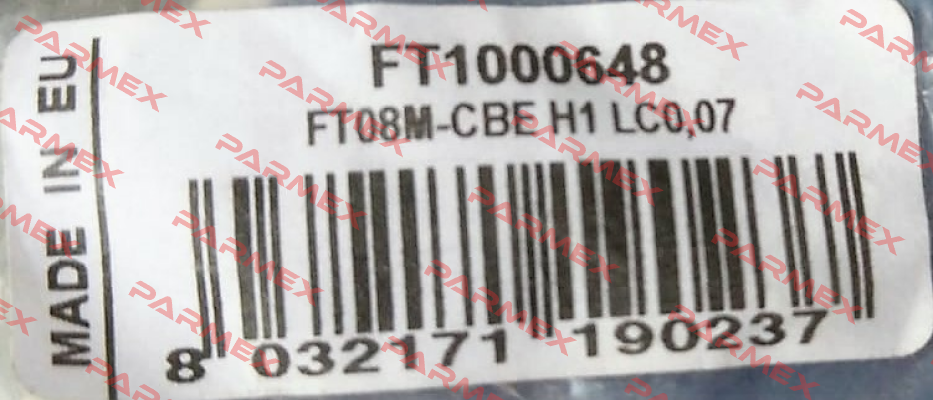 FT1000648
FT08M-CBE H1 LC0,07
8 032171 190237
MADE IN EU
PARMEX